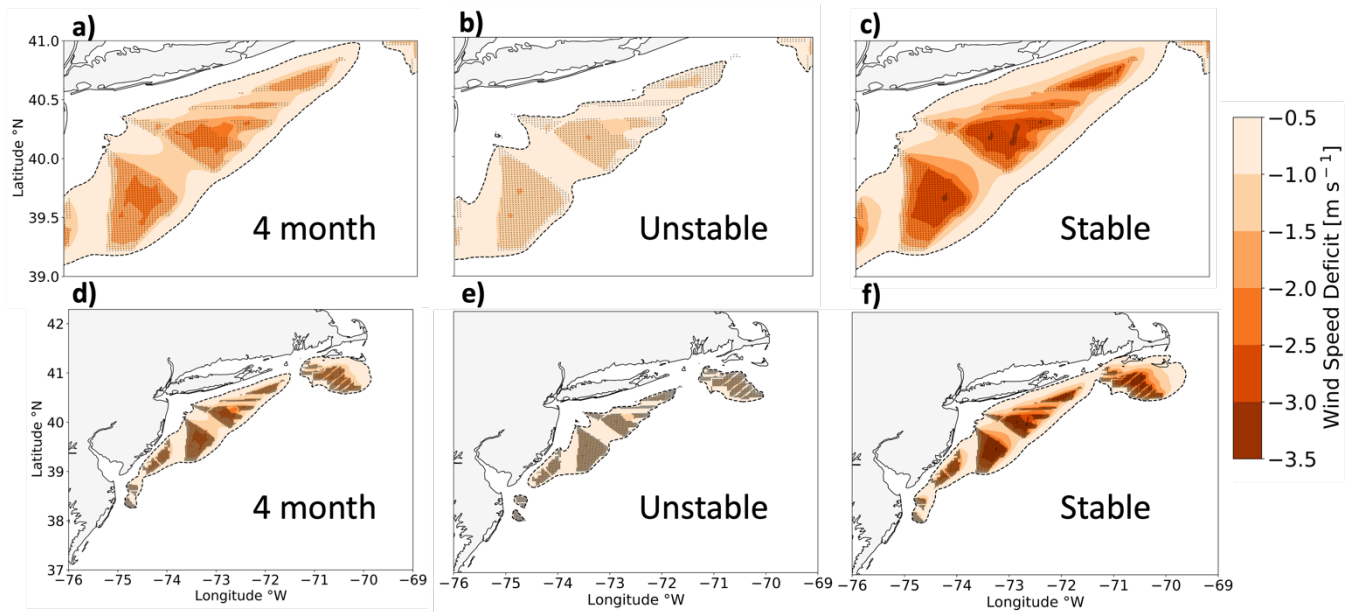 a)
b)
c)
41.0
40.5
40.0
39.5
39.0
Latitude °N
4 month
Unstable
Stable
d)
e)
f)
42
41
40
39
38
37
Latitude °N
4 month
Unstable
Stable
−76 −75 −74 −73 −72 −71 −70 −69
Longitude °W
−76 −75 −74 −73 −72 −71 −70 −69
Longitude °W
−76 −75 −74 −73 −72 −71 −70 −69
Longitude °W
−0.5
−1.0
−1.5
−2.0
−2.5
−3.0
−3.5
Wind Speed Deficit [m s⁻¹]